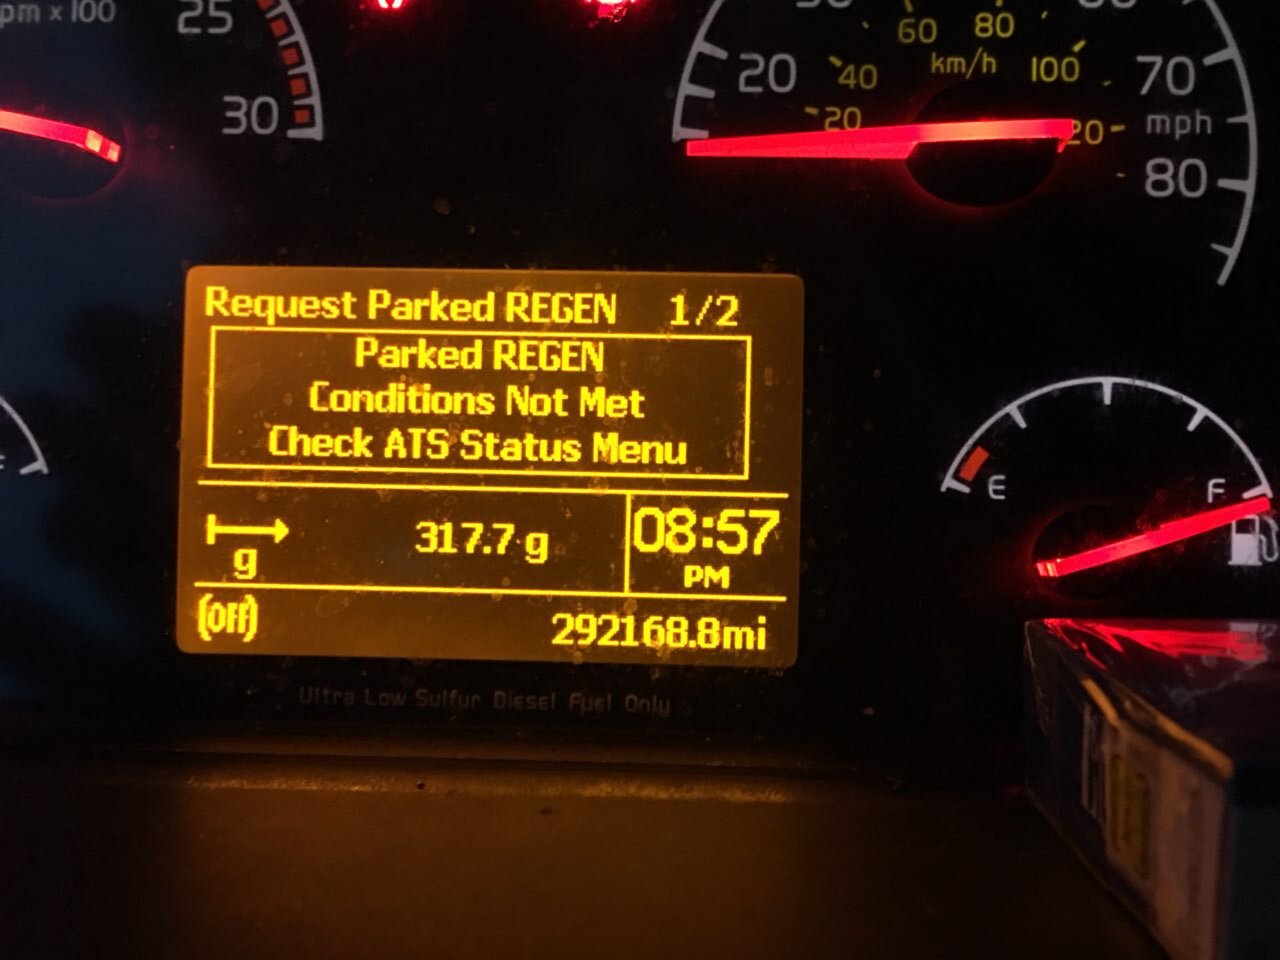 pm x 100
25
30
20
40
60
80
km/h
100
20
70
mph
80
Request Parked REGEN 1/2
Parked REGEN
Conditions Not Met
Check ATS Status Menu
g
317.7 g
08:57
PM
(OFF)
292168.8mi
E
F
Ultra Low Sulfur Diesel Fuel Only